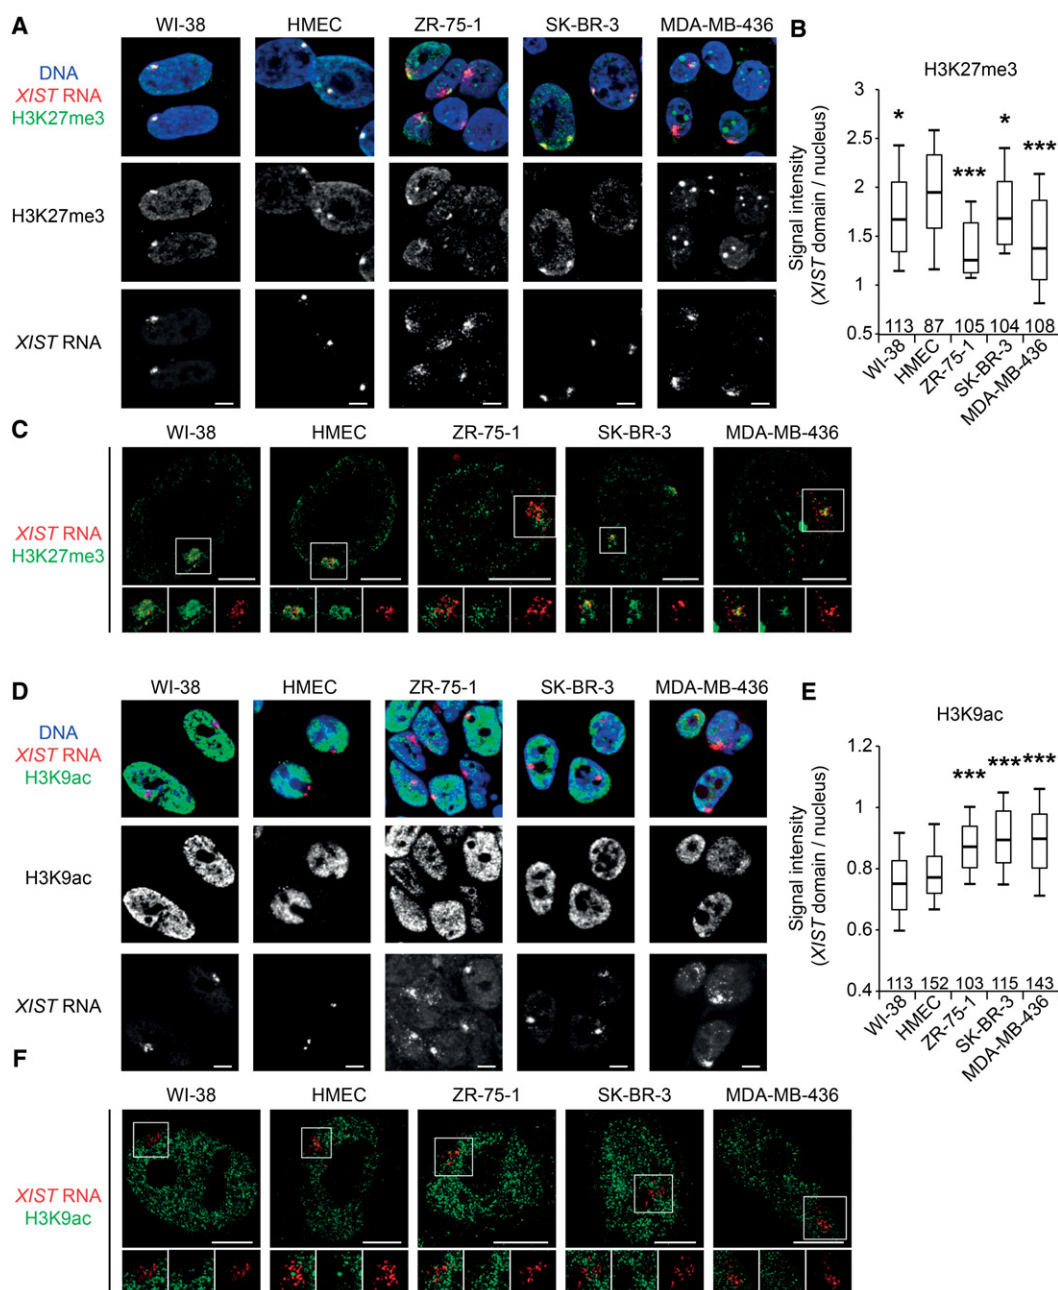 A
WI-38 HMEC ZR-75-1 SK-BR-3 MDA-MB-436
DNA
XIST RNA
H3K27me3
H3K27me3
XIST RNA
B
H3K27me3
Signal intensity
(XIST domain / nucleus)
3
2.5
2
1.5
1
0.5
* *** * ***
113 87 105 104 108
WI-38 HMEC ZR-75-1 SK-BR-3 MDA-MB-436
C
WI-38 HMEC ZR-75-1 SK-BR-3 MDA-MB-436
XIST RNA
H3K27me3
D
WI-38 HMEC ZR-75-1 SK-BR-3 MDA-MB-436
DNA
XIST RNA
H3K9ac
H3K9ac
XIST RNA
E
H3K9ac
Signal intensity
(XIST domain / nucleus)
1.2
1
0.8
0.6
0.4
*** *** ***
113 152 103 115 143
WI-38 HMEC ZR-75-1 SK-BR-3 MDA-MB-436
F
WI-38 HMEC ZR-75-1 SK-BR-3 MDA-MB-436
XIST RNA
H3K9ac